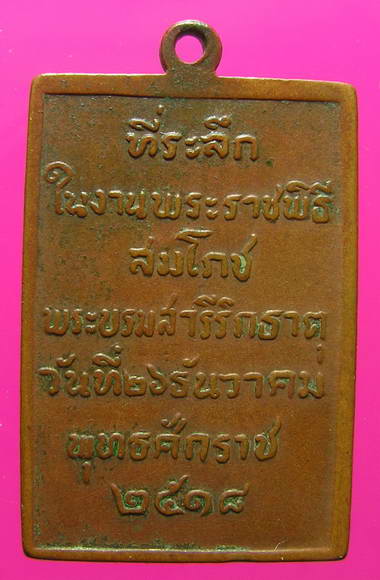 ที่ระลึก
ในงานพระราชพิธี
สมโภช
พระบรมสารีริกธาตุ
วันที่๒๖ธันวาคม
พุทธศักราช
๒๕๑๘